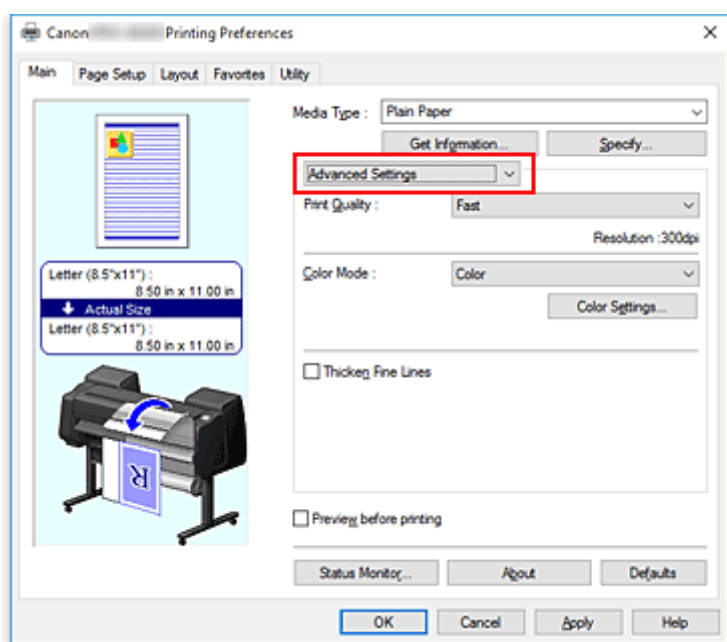 Canon Printing Preferences
Main Page Setup Layout Favorites Utility
Letter (8.5"x11") :
8.50 in x 11.00 in
Actual Size
Letter (8.5"x11") :
8.50 in x 11.00 in
R
Media Type : Plain Paper
Get Information... Specify...
Advanced Settings
Print Quality : Fast
Resolution :300dpi
Color Mode : Color
Color Settings...
Thicken Fine Lines
Preview before printing
Status Monitor... About Defaults
OK Cancel Apply Help